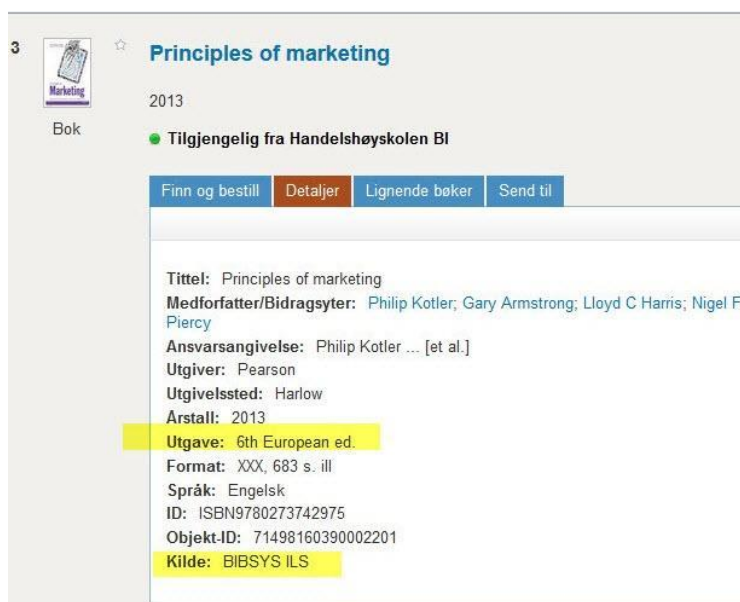 3
Principles of marketing
Marketing
2013
Bok
Tilgjengelig fra Handelshøyskolen BI
Finn og bestill Detaljer Lignende bøker Send til
Tittel: Principles of marketing
Medforfatter/Bidragsyter: Philip Kotler; Gary Armstrong; Lloyd C Harris; Nigel F
Piercy
Ansvarsangivelse: Philip Kotler ... [et al.]
Utgiver: Pearson
Utgivelssted: Harlow
Årstall: 2013
Utgave: 6th European ed.
Format: XXX, 683 s. ill
Språk: Engelsk
ID: ISBN9780273742975
Objekt-ID: 71498160390002201
Kilde: BIBSYS ILS